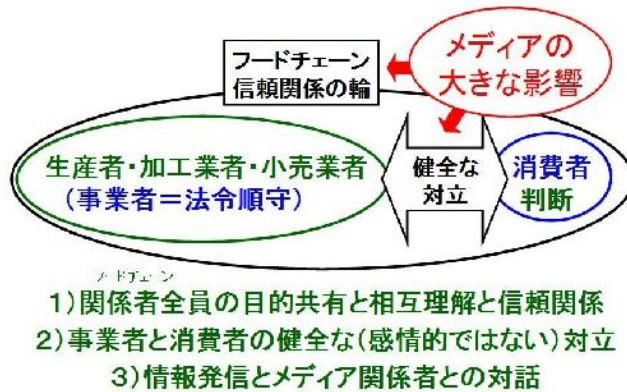 メディアの
大きな影響
フードチェーン
信頼関係の輪
生産者・加工業者・小売業者
(事業者＝法令順守)
健全な
対立
消費者
判断
フードチェーン
1)関係者全員の目的共有と相互理解と信頼関係
2)事業者と消費者の健全な(感情的ではない)対立
3)情報発信とメディア関係者との対話